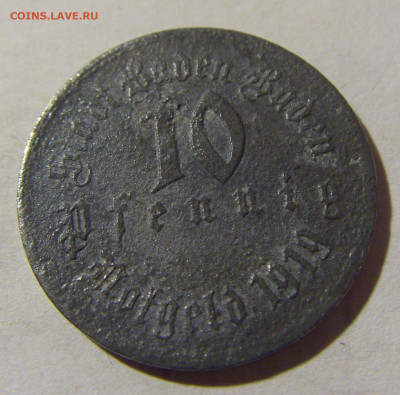 COINS.LAVE.RU
Stadt Baden Baden
10
Pfennig
Notgeld. 1919